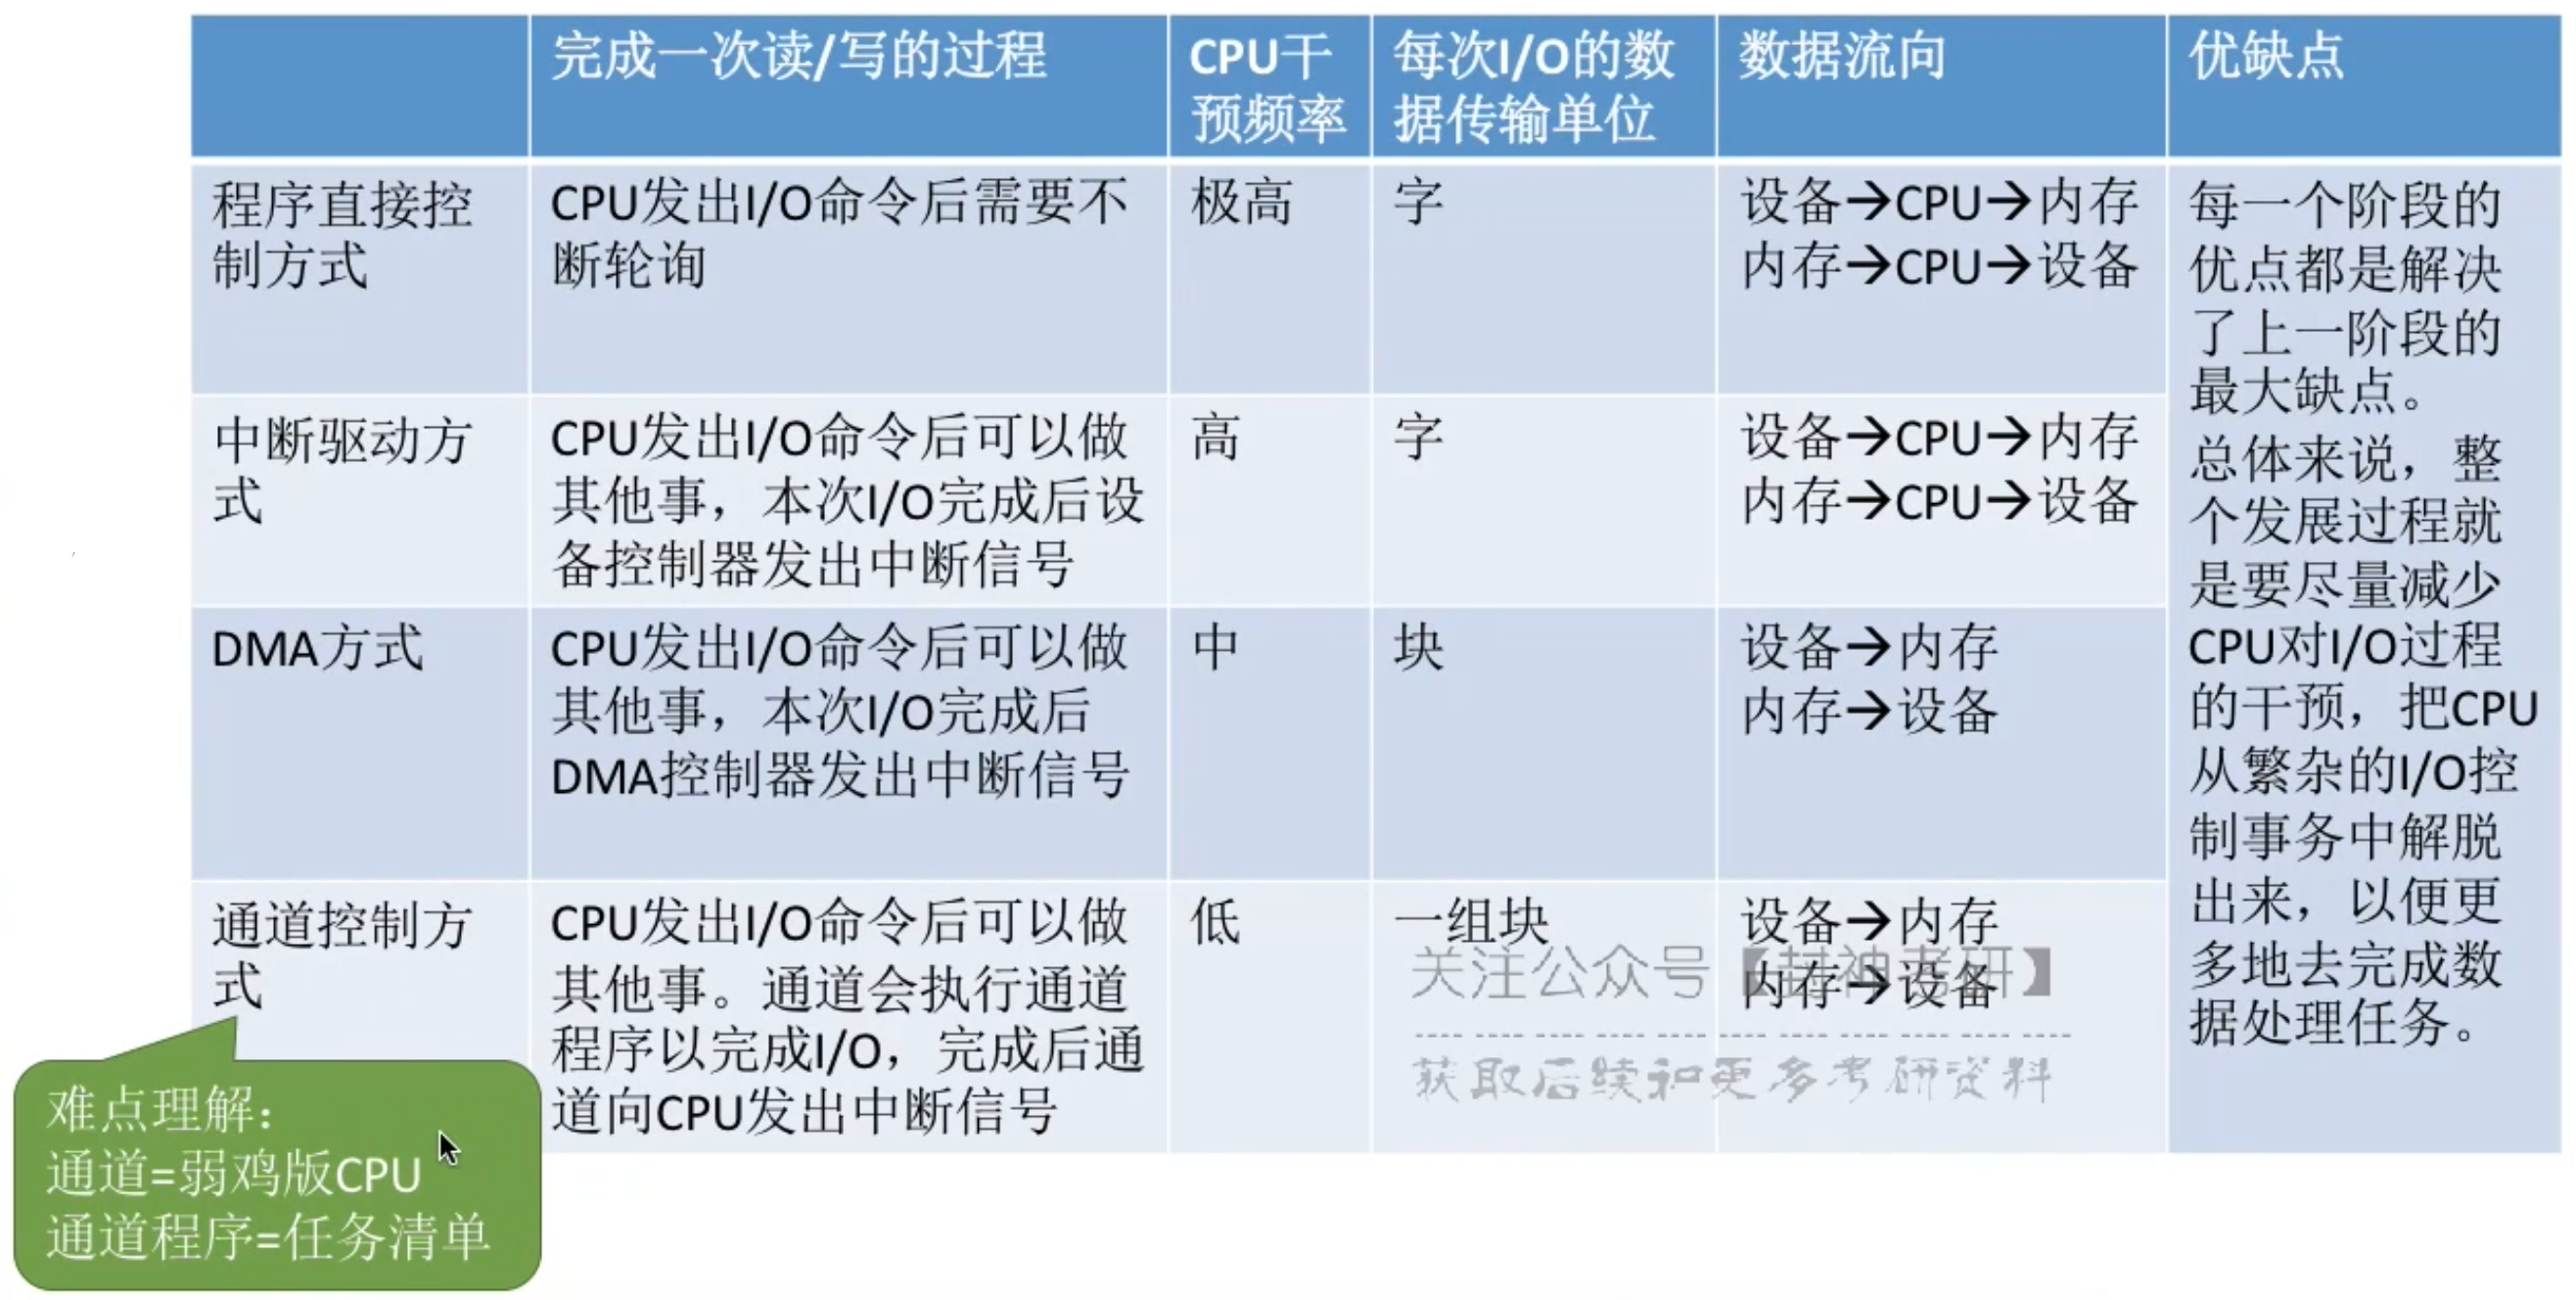 完成一次读/写的过程
CPU干
预频率
每次I/O的数
据传输单位
数据流向
优缺点
程序直接控
制方式
CPU发出I/O命令后需要不
断轮询
极高
字
设备→CPU→内存
内存→CPU→设备
每一个阶段的
优点都是解决
了上一阶段的
最大缺点。
总体来说，整
个发展过程就
是要尽量减少
CPU对I/O过程
的干预，把CPU
从繁杂的I/O控
制事务中解脱
出来，以便更
多地去完成数
据处理任务。
中断驱动方
式
CPU发出I/O命令后可以做
其他事，本次I/O完成后设
备控制器发出中断信号
高
字
设备→CPU→内存
内存→CPU→设备
DMA方式
CPU发出I/O命令后可以做
其他事，本次I/O完成后
DMA控制器发出中断信号
中
块
设备→内存
内存→设备
通道控制方
式
CPU发出I/O命令后可以做
其他事。通道会执行通道
程序以完成I/O，完成后通
道向CPU发出中断信号
低
一组块
设备→内存
内存→设备
关注公众号【封神考研】
获取后续和更多考研资料
难点理解：
通道=弱鸡版CPU
通道程序=任务清单